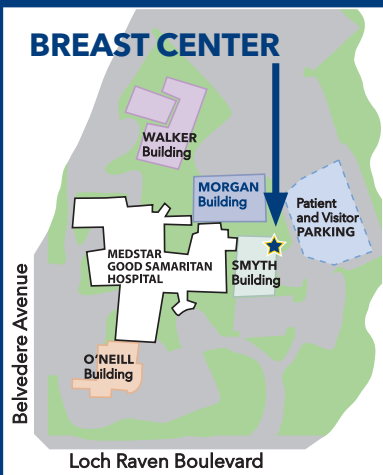 BREAST CENTER
WALKER
Building
MORGAN
Building
Patient
and Visitor
PARKING
MEDSTAR
GOOD SAMARITAN
HOSPITAL
SMYTH
Building
O'NEILL
Building
Belvedere Avenue
Loch Raven Boulevard